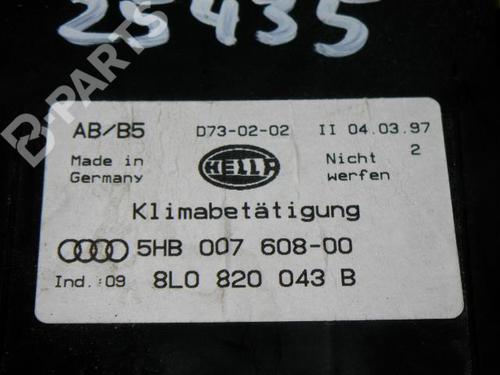 25435
B-PARTS
AB/B5 D73-02-02 II 04.03.97
Made in Germany HELLA Nicht 2 werfen
Klimabetätigung
5HB 007 608-00
Ind.:09 8L0 820 043 B